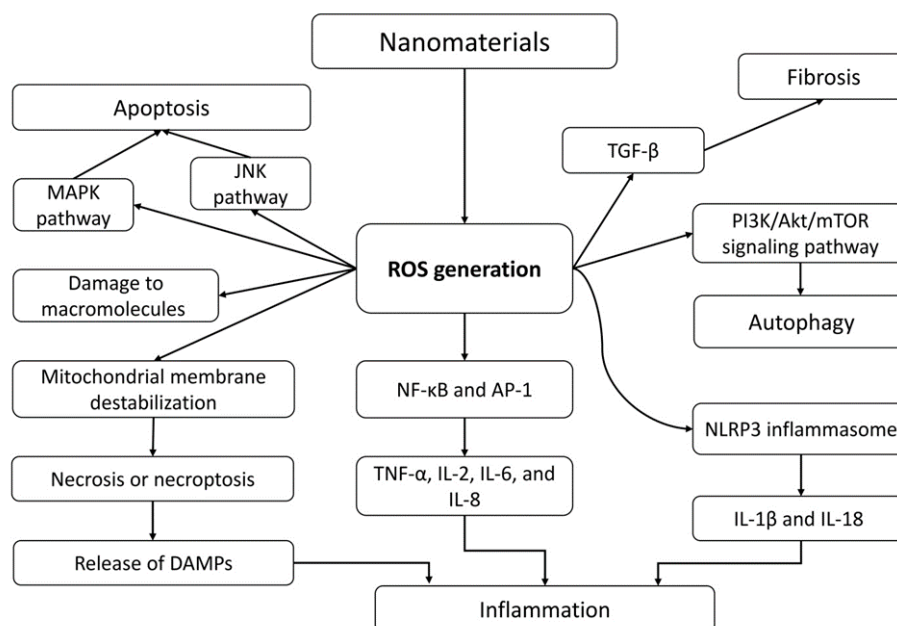 Nanomaterials
Fibrosis
Apoptosis
TGF-β
JNK
pathway
MAPK
pathway
PI3K/Akt/mTOR
signaling pathway
ROS generation
Damage to
macromolecules
Autophagy
Mitochondrial membrane
destabilization
NF-κB and AP-1
NLRP3 inflammasome
Necrosis or necroptosis
TNF-α, IL-2, IL-6, and
IL-8
IL-1β and IL-18
Release of DAMPs
Inflammation